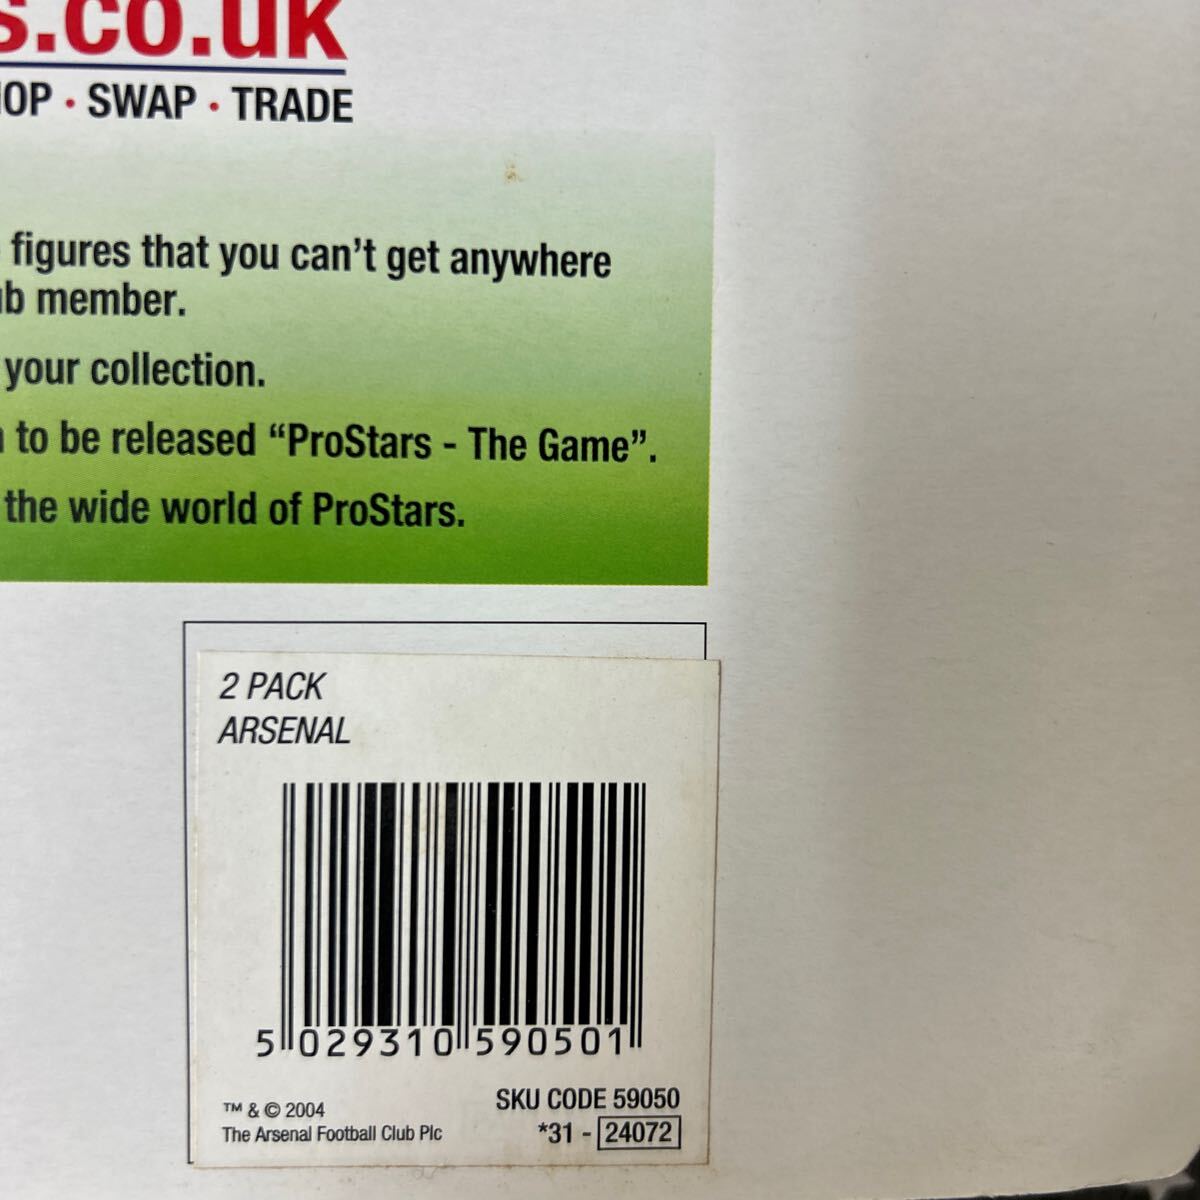 s.co.uk
· SWAP · TRADE
figures that you can't get anywhere
member.
your collection.
to be released “ProStars - The Game”.
the wide world of ProStars.
2 PACK
ARSENAL
5 029310 590501
SKU CODE 59050
*31 - 24072
™ & © 2004
The Arsenal Football Club Plc